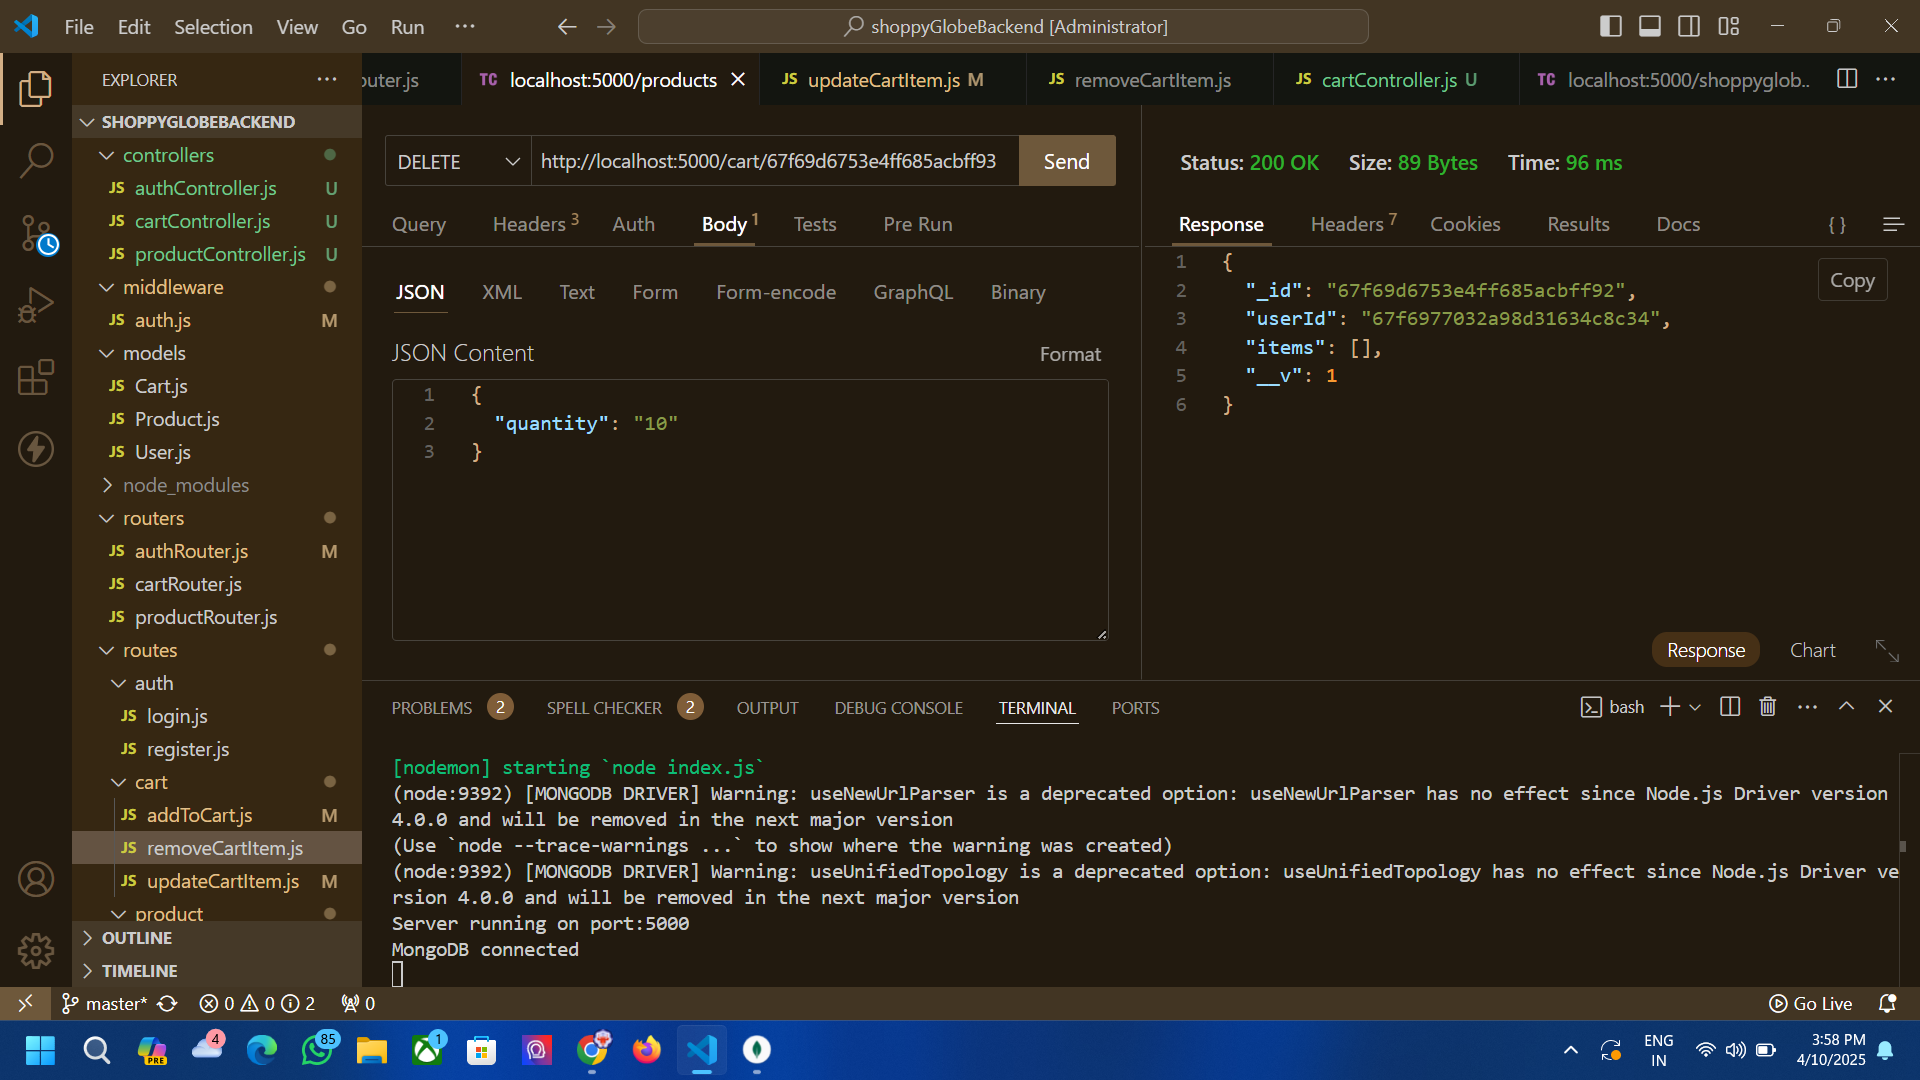 File Edit Selection View Go Run ···
shoppyGlobeBackend [Administrator]
EXPLORER ···
outer.js
TC localhost:5000/products
JS updateCartItem.js M
JS removeCartItem.js
JS cartController.js U
TC localhost:5000/shoppyglob..
SHOPPYGLOBEBACKEND
controllers
JS authController.js U
JS cartController.js U
JS productController.js U
middleware
JS auth.js M
models
JS Cart.js
JS Product.js
JS User.js
node_modules
routers
JS authRouter.js M
JS cartRouter.js
JS productRouter.js
routes
auth
JS login.js
JS register.js
cart
JS addToCart.js M
JS removeCartItem.js
JS updateCartItem.js M
product
OUTLINE
TIMELINE
DELETE http://localhost:5000/cart/67f69d6753e4ff685acbff93 Send
Query Headers 3 Auth Body 1 Tests Pre Run
JSON XML Text Form Form-encode GraphQL Binary
JSON Content Format
1 {
2 "quantity": "10"
3 }
Status: 200 OK Size: 89 Bytes Time: 96 ms
Response Headers 7 Cookies Results Docs { }
Copy
1 {
2 "_id": "67f69d6753e4ff685acbff92",
3 "userId": "67f6977032a98d31634c8c34",
4 "items": [],
5 "__v": 1
6 }
Response Chart
PROBLEMS 2 SPELL CHECKER 2 OUTPUT DEBUG CONSOLE TERMINAL PORTS
bash
[nodemon] starting `node index.js`
(node:9392) [MONGODB DRIVER] Warning: useNewUrlParser is a deprecated option: useNewUrlParser has no effect since Node.js Driver version
4.0.0 and will be removed in the next major version
(Use `node --trace-warnings ...` to show where the warning was created)
(node:9392) [MONGODB DRIVER] Warning: useUnifiedTopology is a deprecated option: useUnifiedTopology has no effect since Node.js Driver ve
rsion 4.0.0 and will be removed in the next major version
Server running on port:5000
MongoDB connected
master* 0 0 2 0
Go Live
PRE 4 85 1
ENG
IN
3:58 PM
4/10/2025